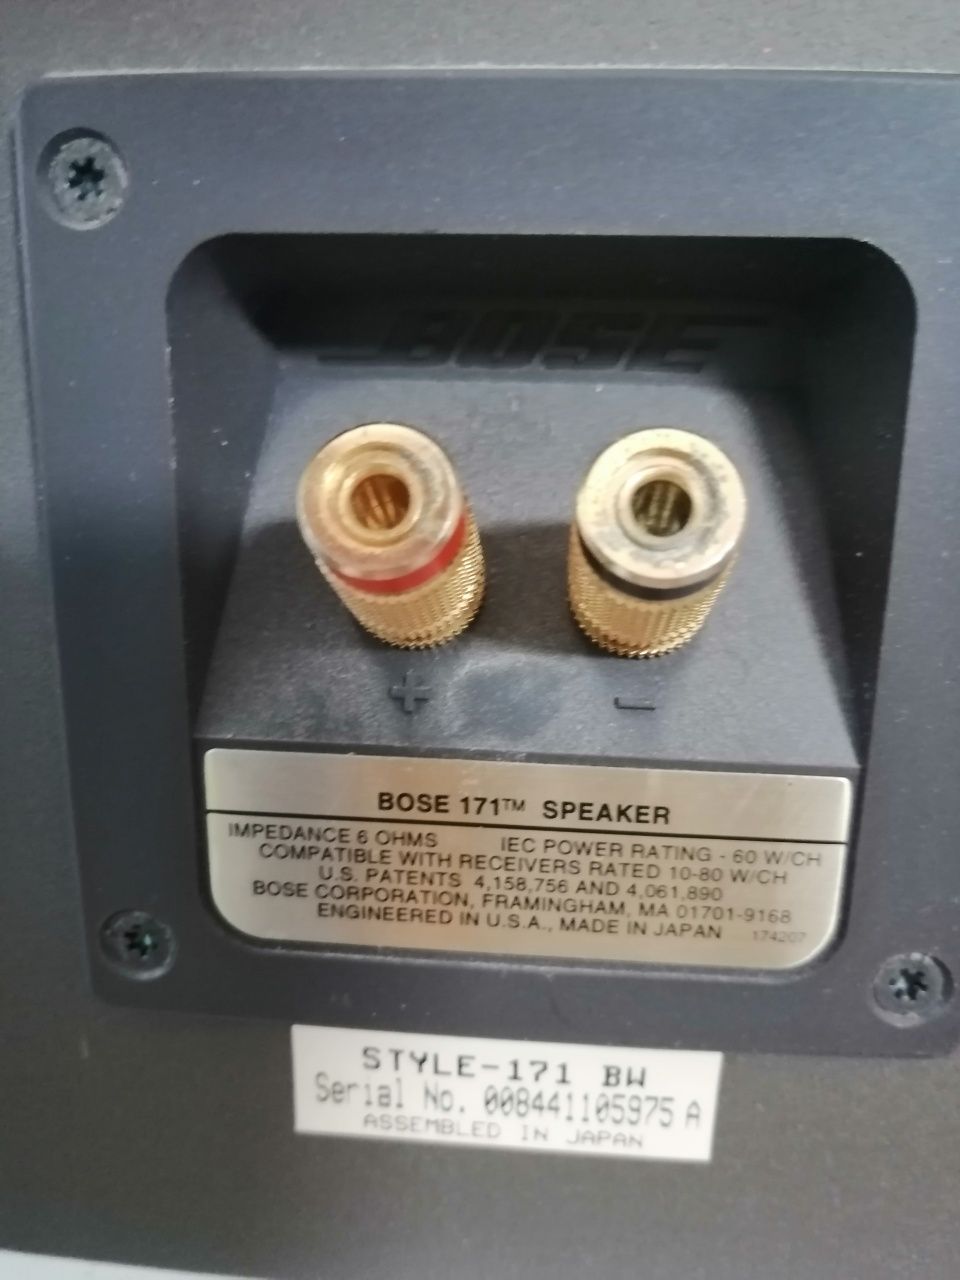 BOSE
+ −
BOSE 171™ SPEAKER
IMPEDANCE 6 OHMS IEC POWER RATING - 60 W/CH
COMPATIBLE WITH RECEIVERS RATED 10-80 W/CH
U.S. PATENTS 4,158,756 AND 4,061,890
BOSE CORPORATION, FRAMINGHAM, MA 01701-9168
ENGINEERED IN U.S.A., MADE IN JAPAN 174207
STYLE-171 BW
Serial No. 008441105975 A
ASSEMBLED IN JAPAN